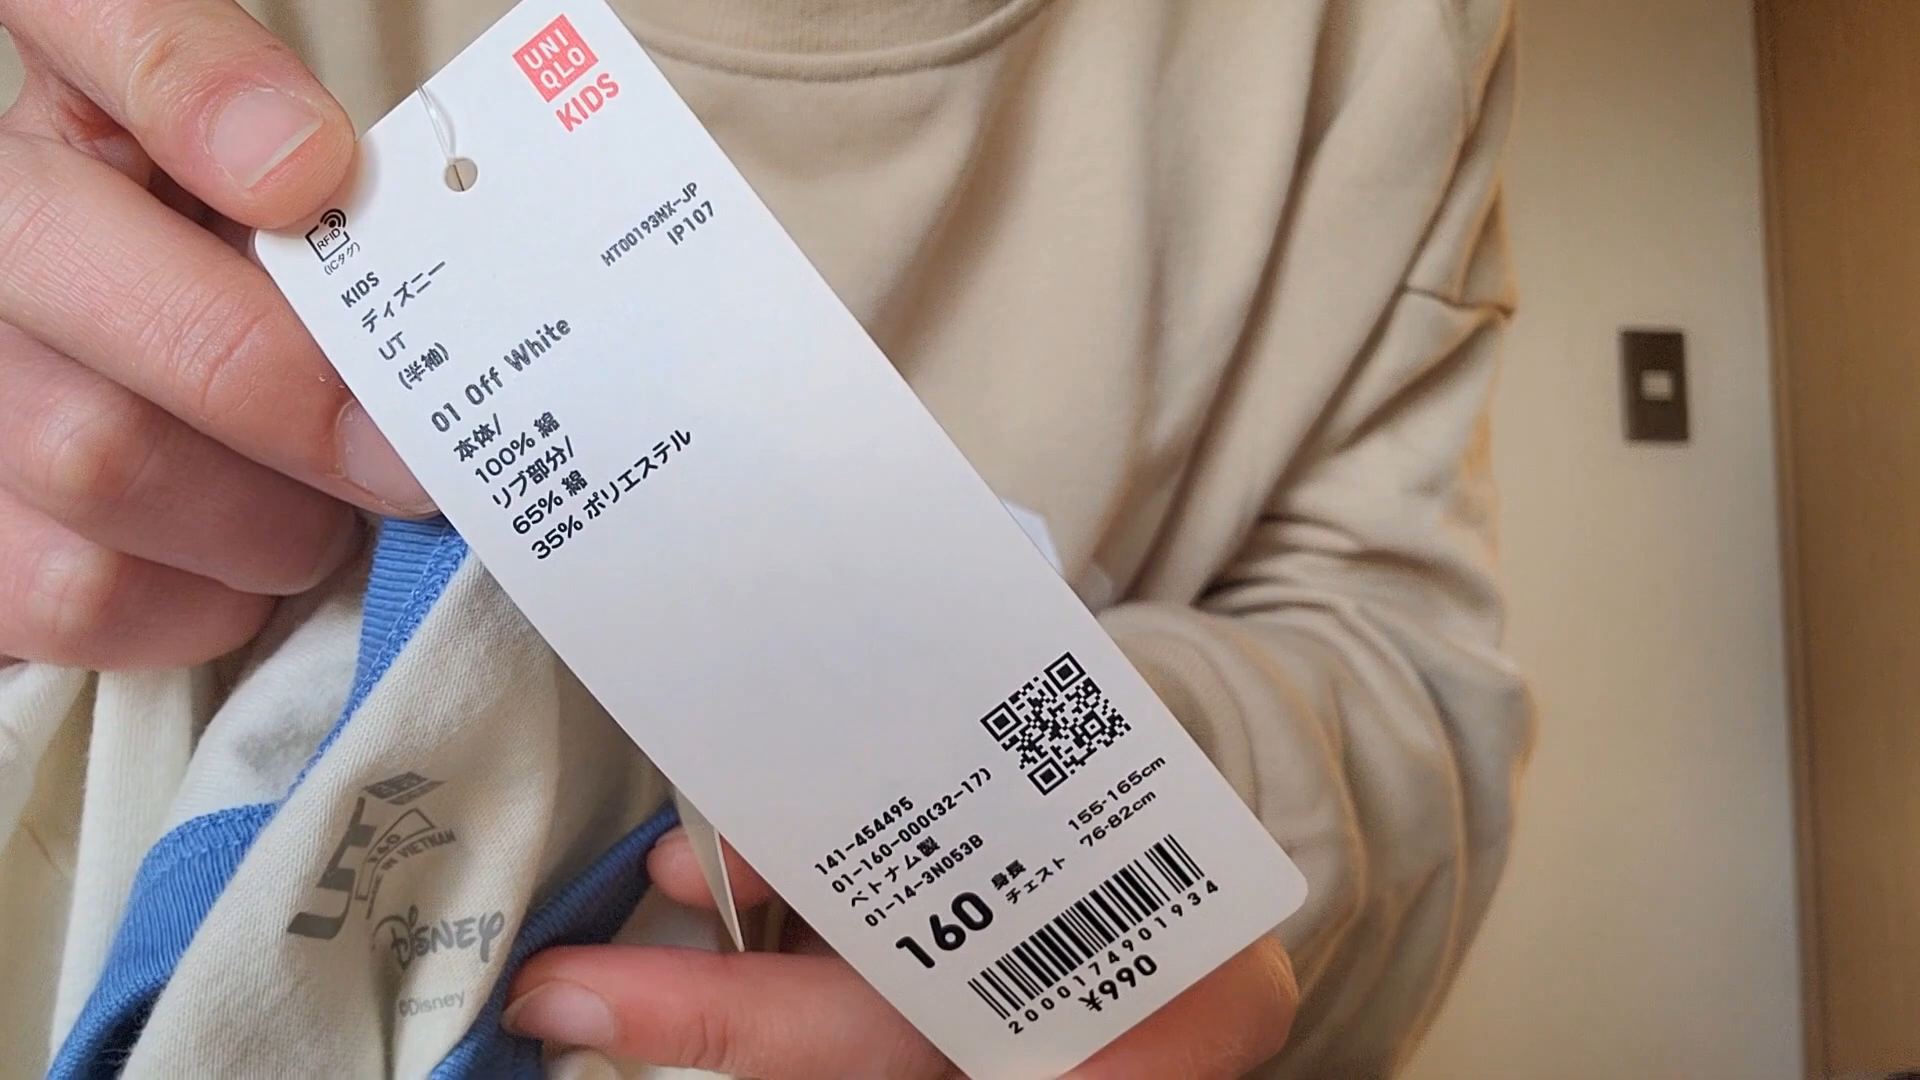 UNI
QLO
KIDS
RFID
(ICタグ)
KIDS
ディズニー
UT
(半袖)
HT00193NX-JP
IP107
01 Off White
本体/
100% 綿
リブ部分/
65% 綿
35% ポリエステル
141-454495
01-160-000(32-17)
ベトナム製
01-14-3N053B
160
身長 155-165cm
チェスト 76-82cm
2000174901934
¥990
160
VIETNAM
DISNEY
©Disney